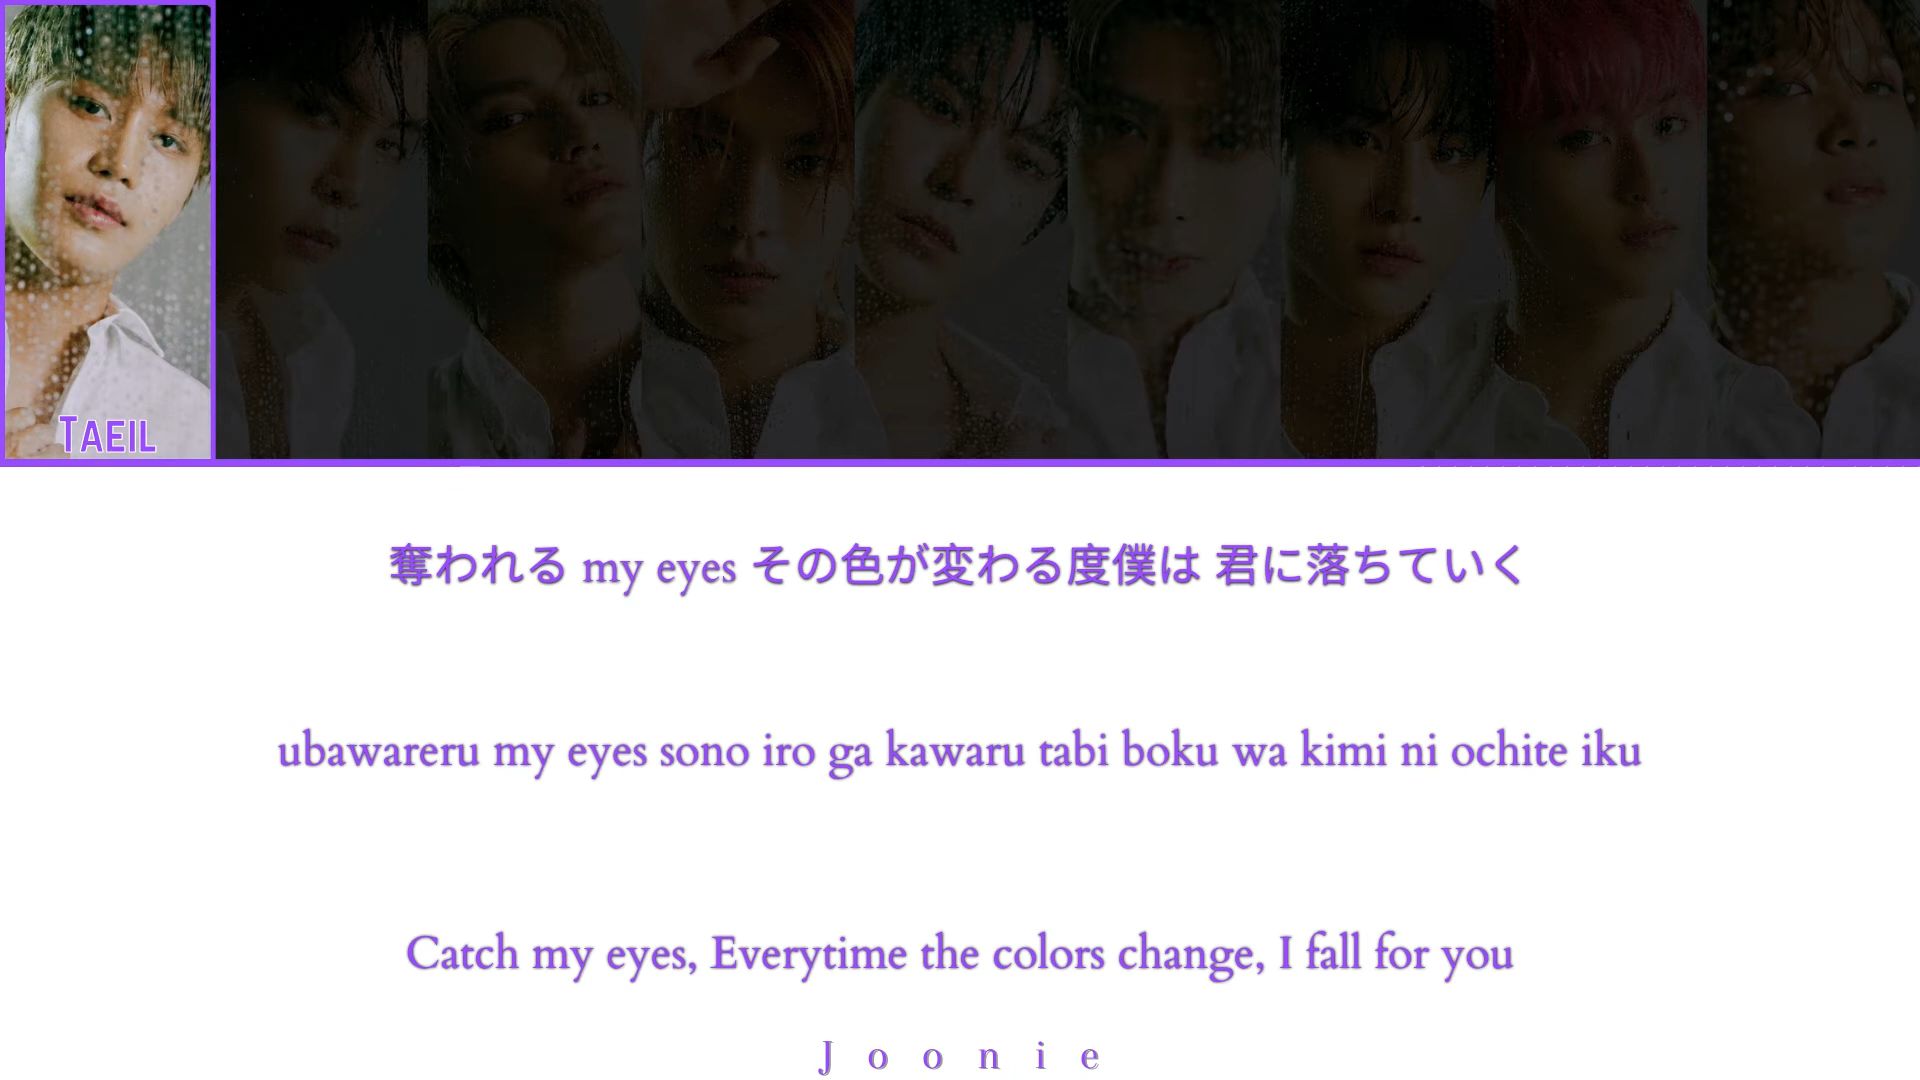 TAEIL
奪われる my eyes その色が変わる度僕は 君に落ちていく
ubawareru my eyes sono iro ga kawaru tabi boku wa kimi ni ochite iku
Catch my eyes, Everytime the colors change, I fall for you
Joonie